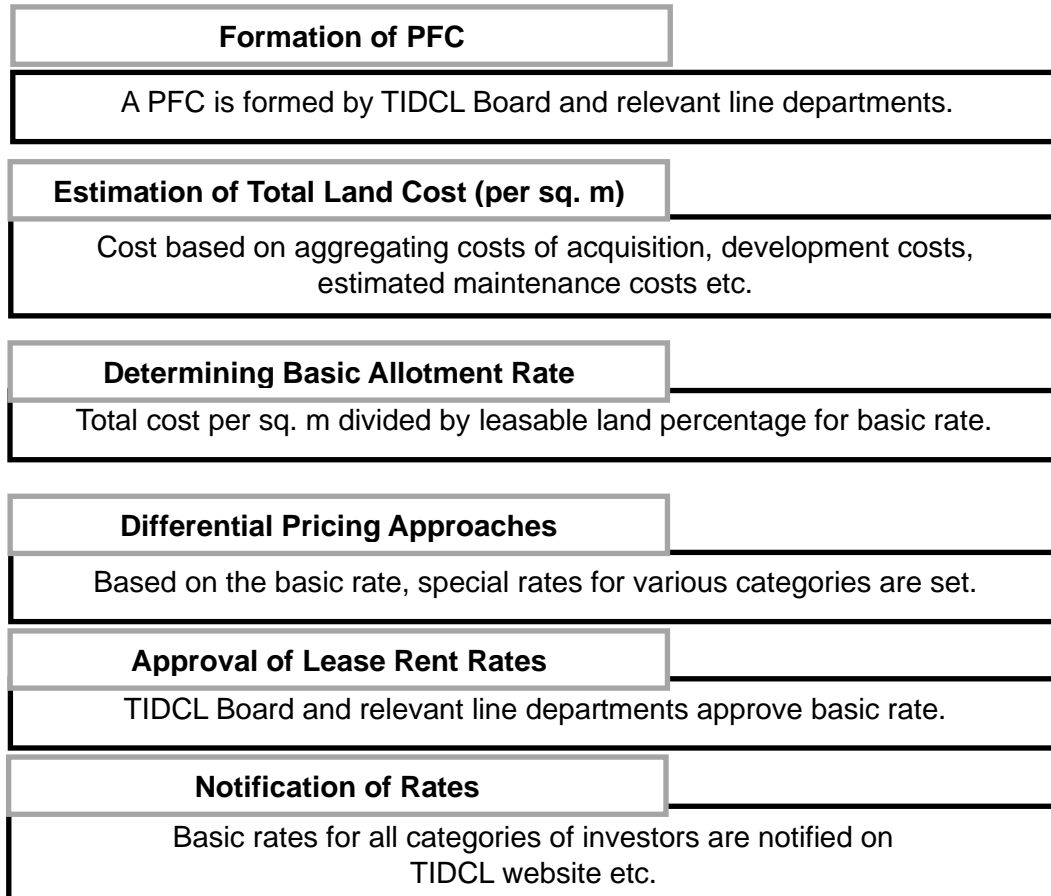 Formation of PFC
A PFC is formed by TIDCL Board and relevant line departments.
Estimation of Total Land Cost (per sq. m)
Cost based on aggregating costs of acquisition, development costs,
estimated maintenance costs etc.
Determining Basic Allotment Rate
Total cost per sq. m divided by leasable land percentage for basic rate.
Differential Pricing Approaches
Based on the basic rate, special rates for various categories are set.
Approval of Lease Rent Rates
TIDCL Board and relevant line departments approve basic rate.
Notification of Rates
Basic rates for all categories of investors are notified on
TIDCL website etc.